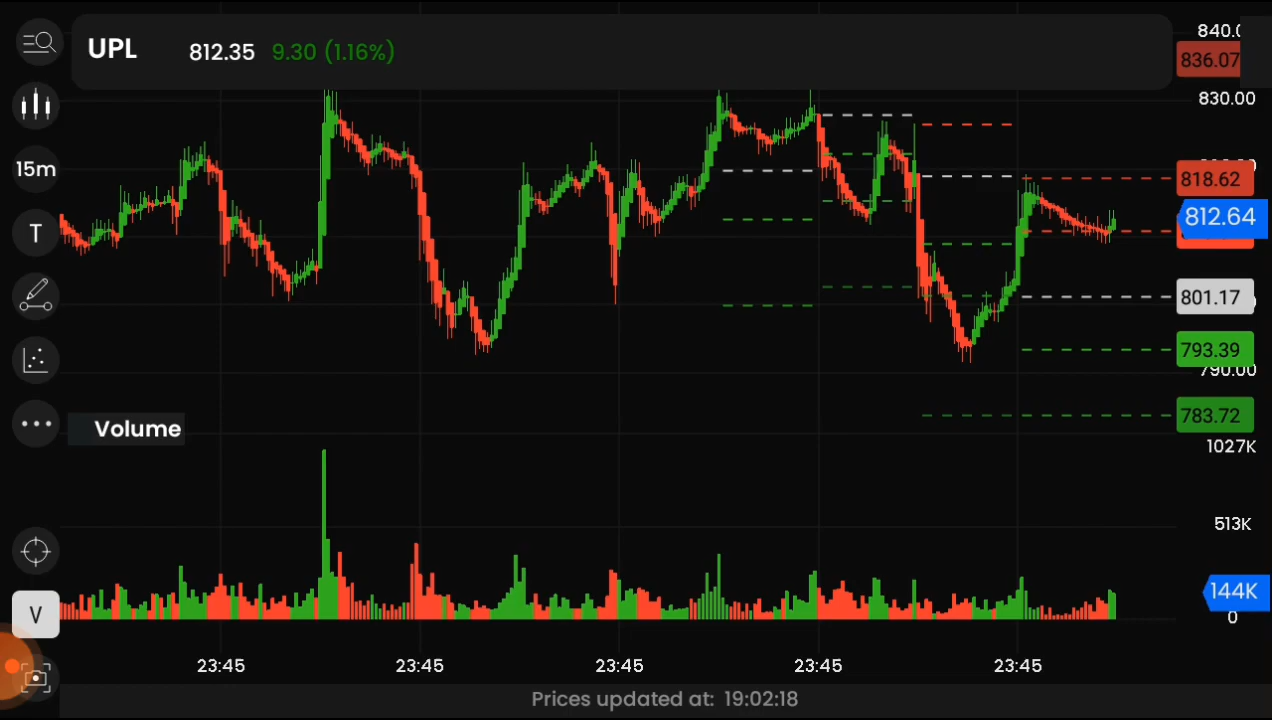 UPL 812.35 9.30 (1.16%)
836.07
830.00
15m
818.62
T
812.64
801.17
793.39
790.00
783.72
Volume
1027K
513K
144K
V
0
23:45 23:45 23:45 23:45 23:45
Prices updated at: 19:02:18